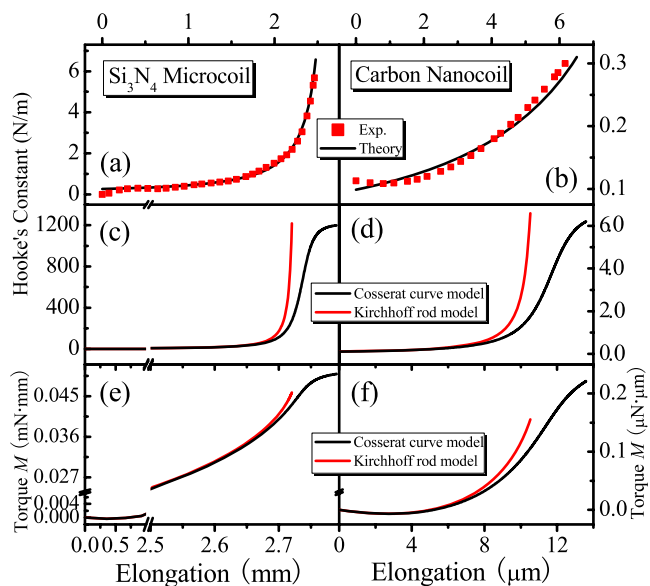 0 1 2 0 2 4 6
Si3N4 Microcoil Carbon Nanocoil
6 4 2 0
0.3 0.2 0.1
Exp.
Theory
(a) (b)
Hooke's Constant (N/m)
(c) (d)
1200 800 400 0
6.0 4.0 2.0 0.0
Cosserat curve model
Kirchhoff rod model
(e) (f)
Torque M (mN·mm)
0.045 0.036 0.027 0.004 0.000
Cosserat curve model
Kirchhoff rod model
0.2 0.1 0.0
Torque M (μN·μm)
0.0 0.5 2.5 2.6 2.7 0 4 8 12
Elongation (mm) Elongation (μm)